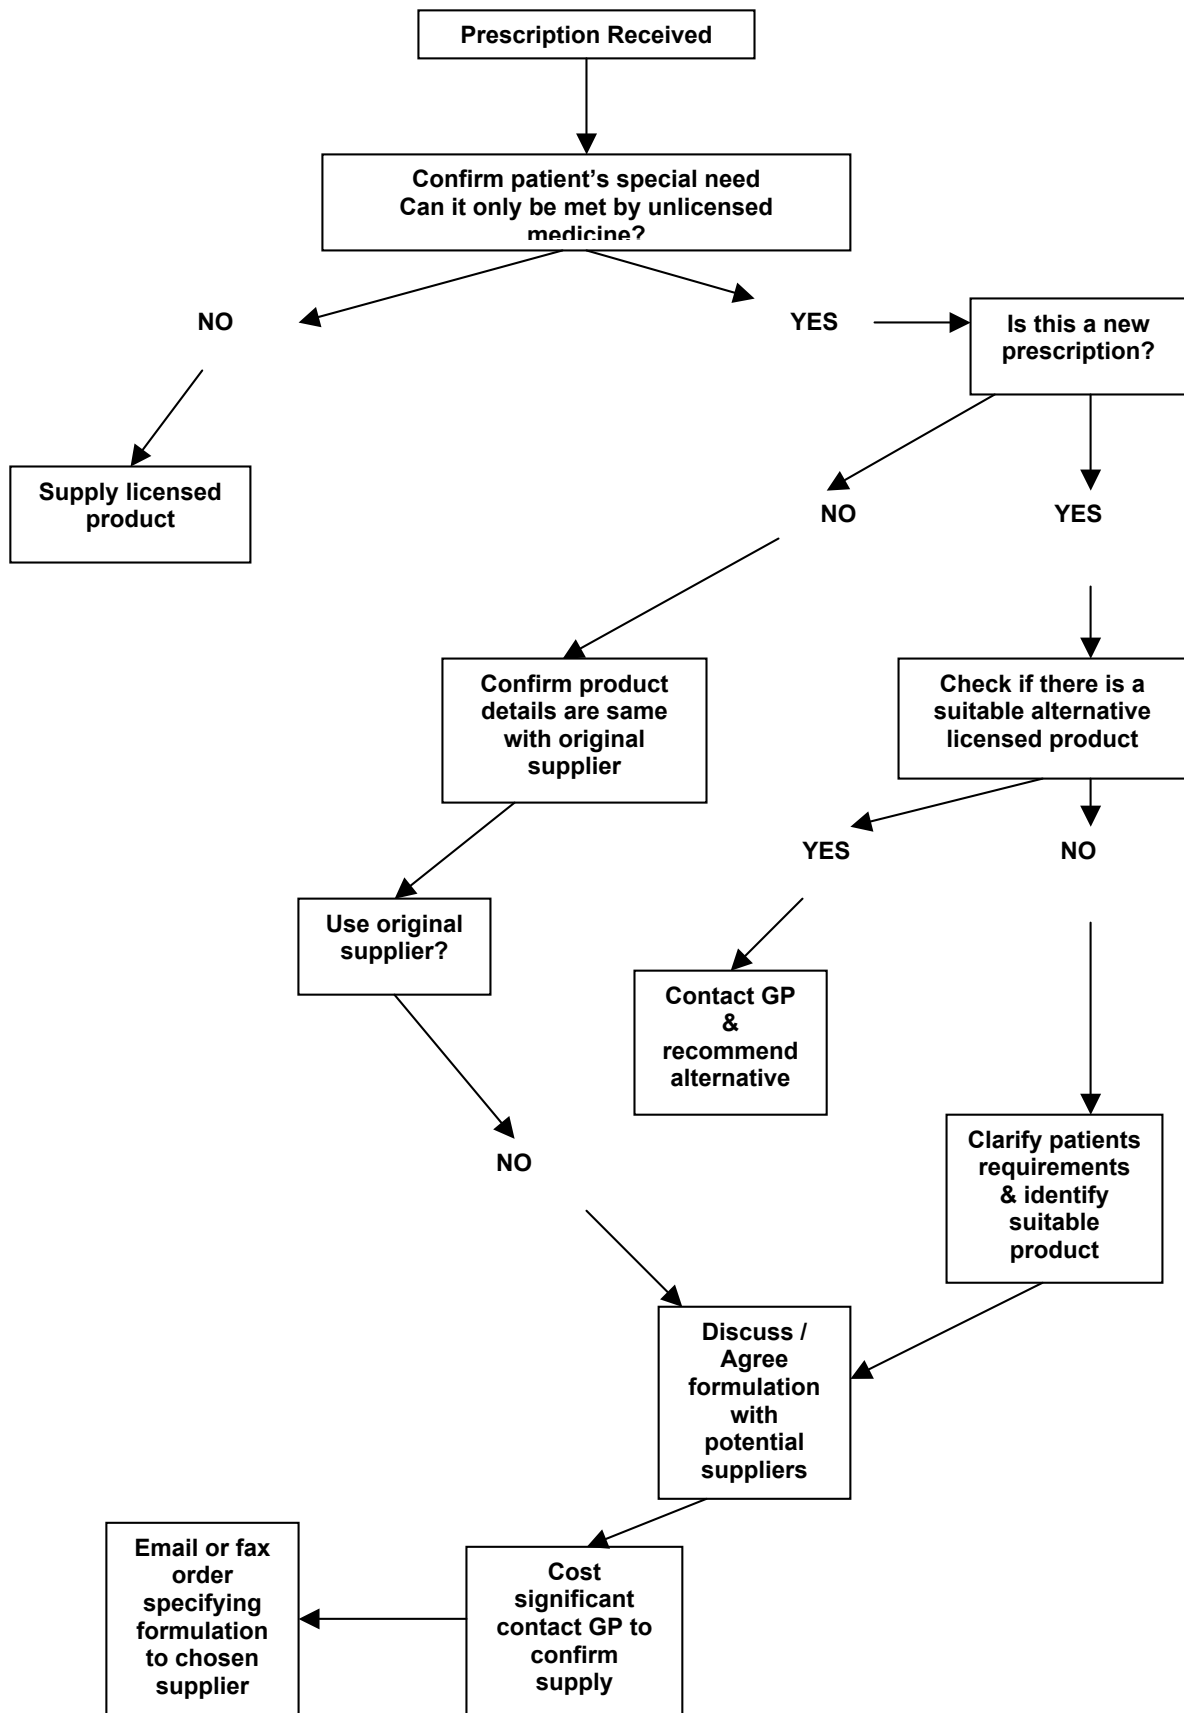 Prescription Received
Confirm patient's special need
Can it only be met by unlicensed
medicine?
NO
YES
Is this a new
prescription?
Supply licensed
product
NO
YES
Confirm product
details are same
with original
supplier
Check if there is a
suitable alternative
licensed product
YES
NO
Use original
supplier?
Contact GP
&
recommend
alternative
Clarify patients
requirements
& identify
suitable
product
NO
Discuss /
Agree
formulation
with
potential
suppliers
Email or fax
order
specifying
formulation
to chosen
supplier
Cost
significant
contact GP to
confirm
supply